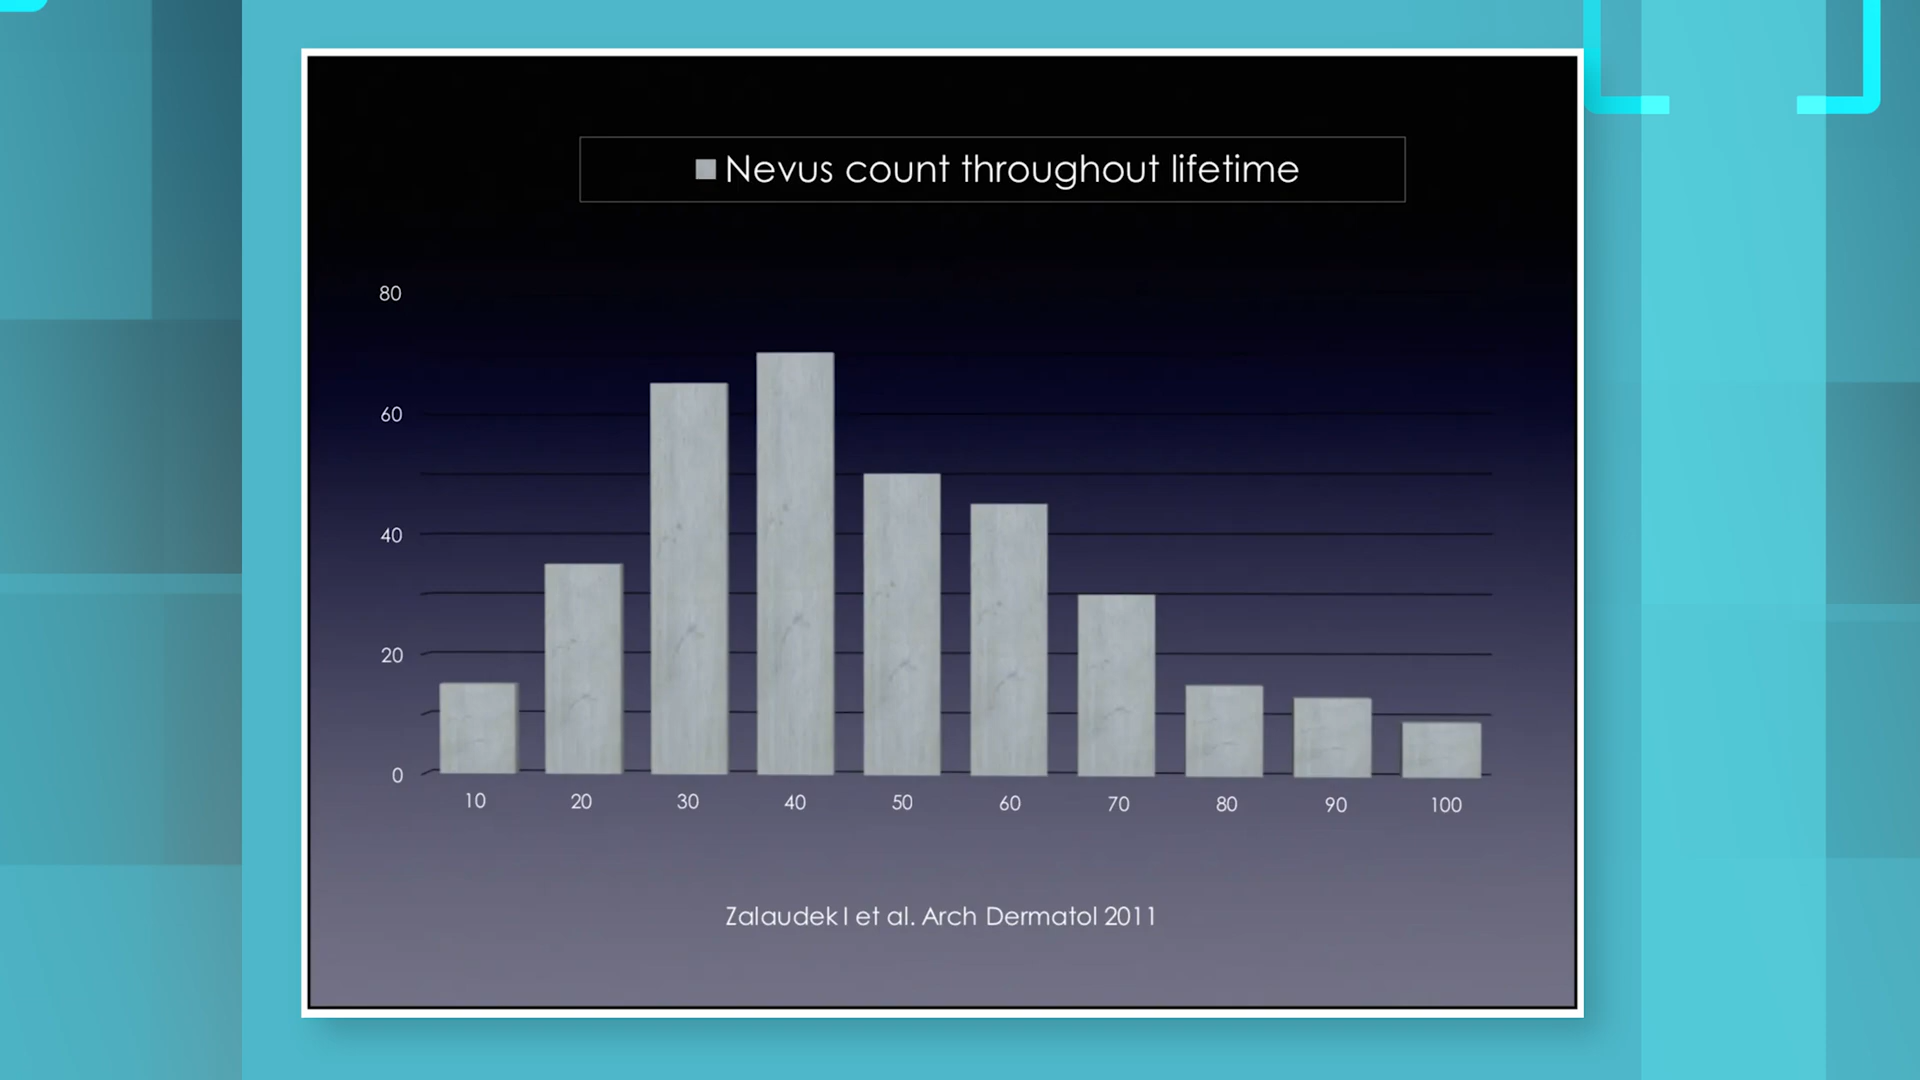 Nevus count throughout lifetime
80
60
40
20
0
10 20 30 40 50 60 70 80 90 100
Zalaudek I et al. Arch Dermatol 2011